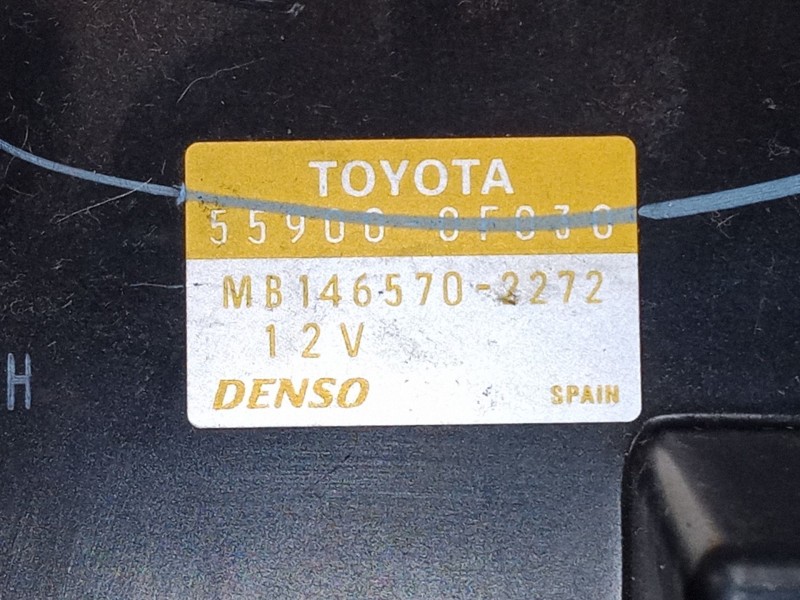 TOYOTA
55900 0F030
MB146570-2272
12V
DENSO
SPAIN
H